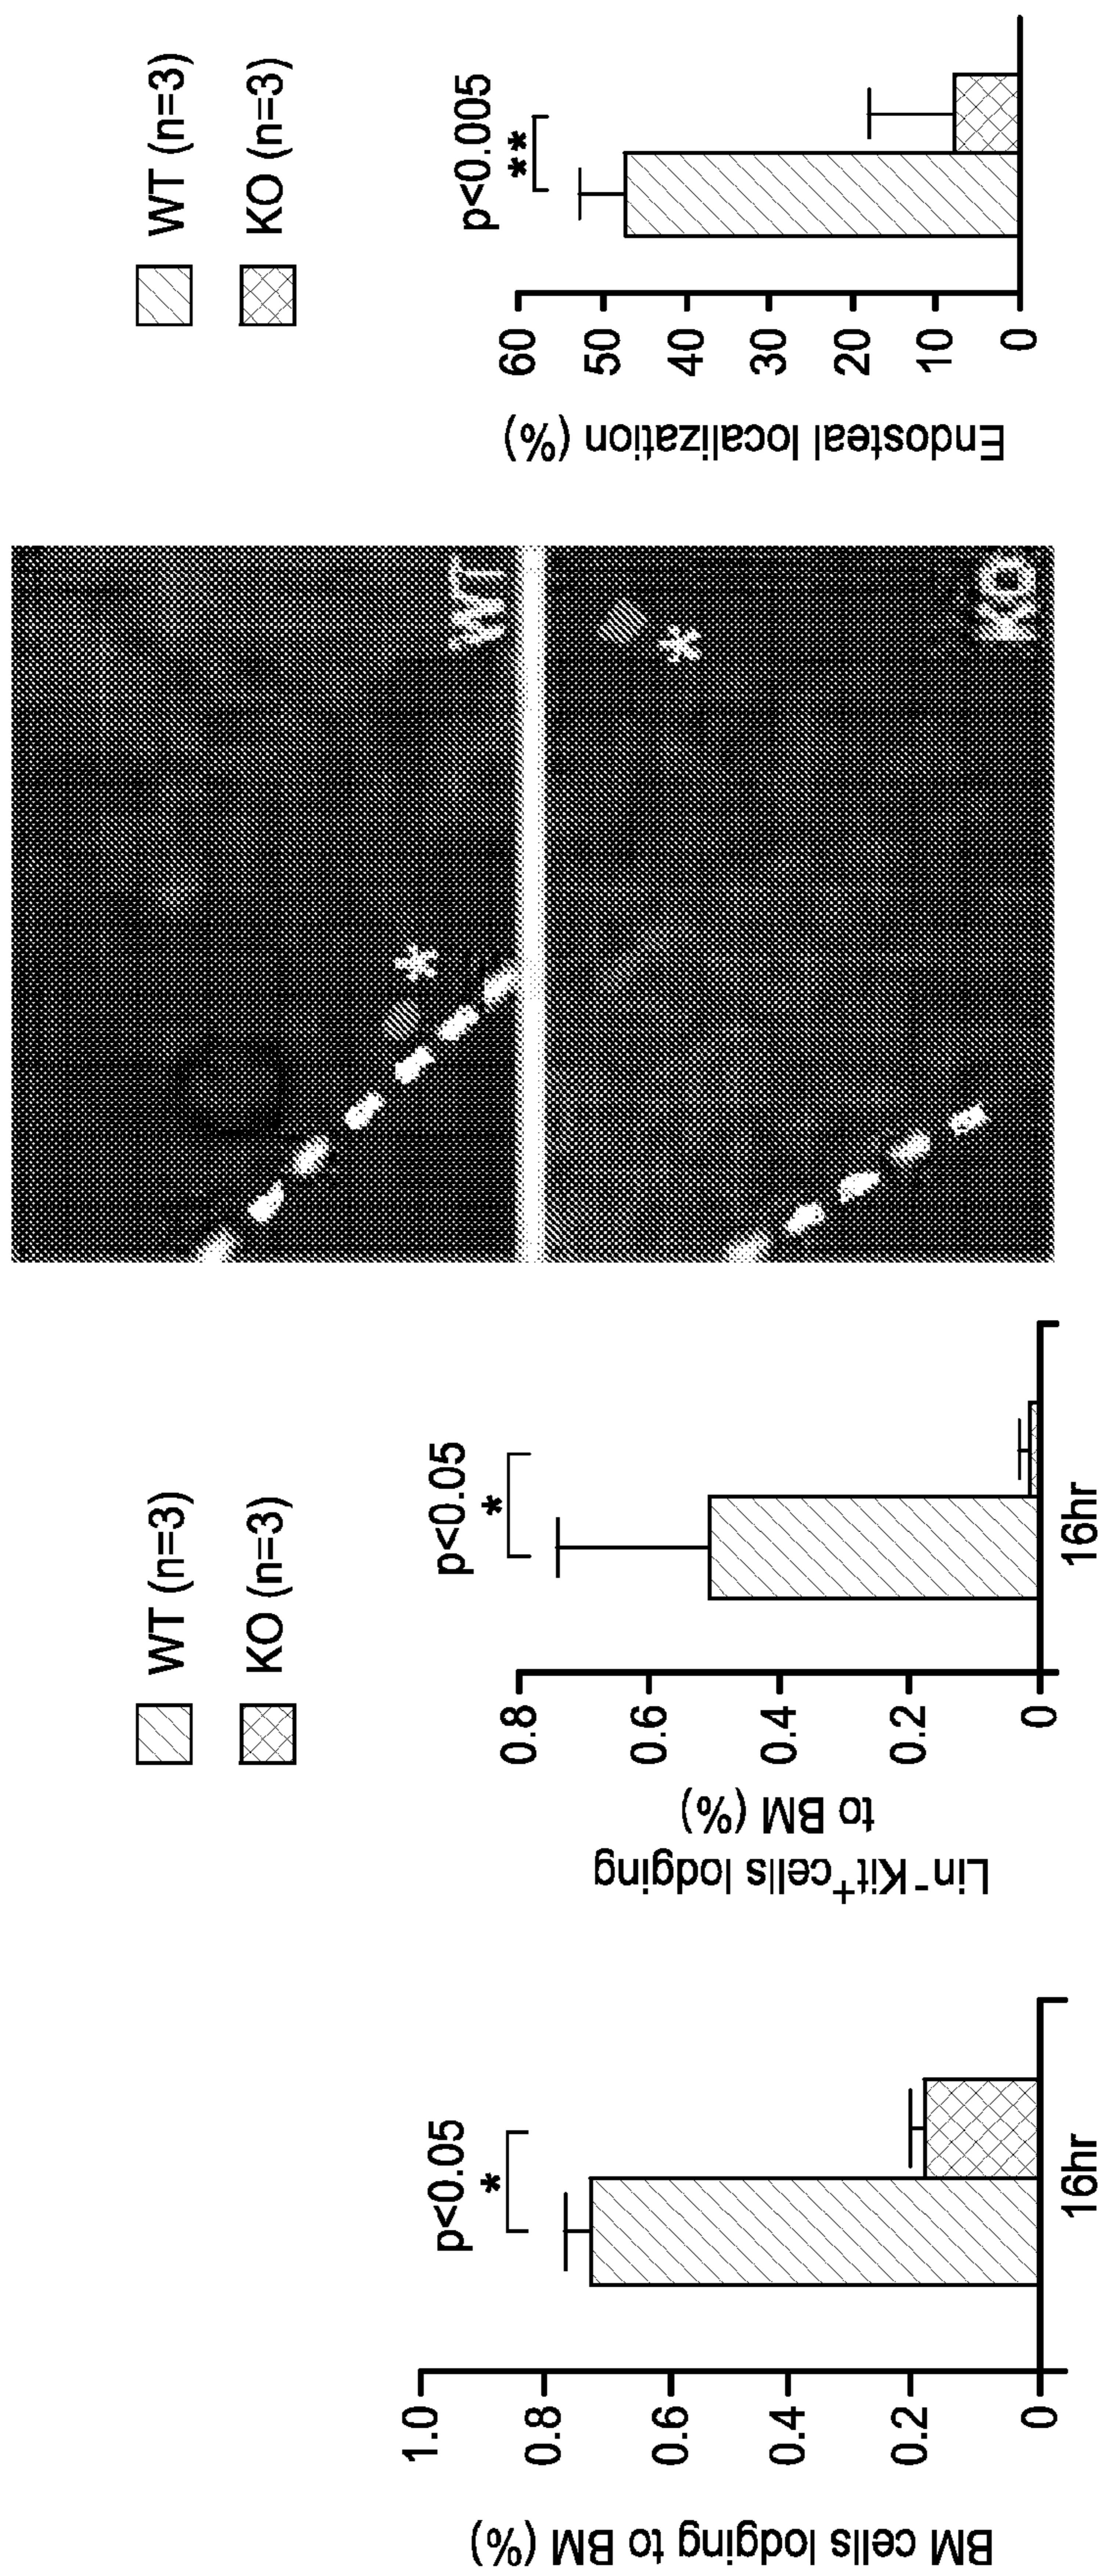 WT (n=3)
KO (n=3)
BM cells lodging to BM (%)
1.0
0.8
0.6
0.4
0.2
0
p<0.05
*
16hr
Lin⁻Kit⁺cells lodging
to BM (%)
0.8
0.6
0.4
0.2
0
p<0.05
*
16hr
*
WT
*
KO
WT (n=3)
KO (n=3)
Endosteal localization (%)
60
50
40
30
20
10
0
p<0.005
**